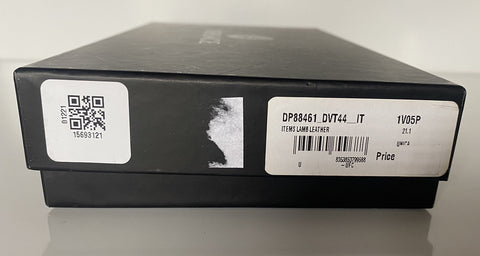 01221
15693121
DP88461_DVT44__IT 1V05P
ITEMS LAMB LEATHER 21.1
Price
U